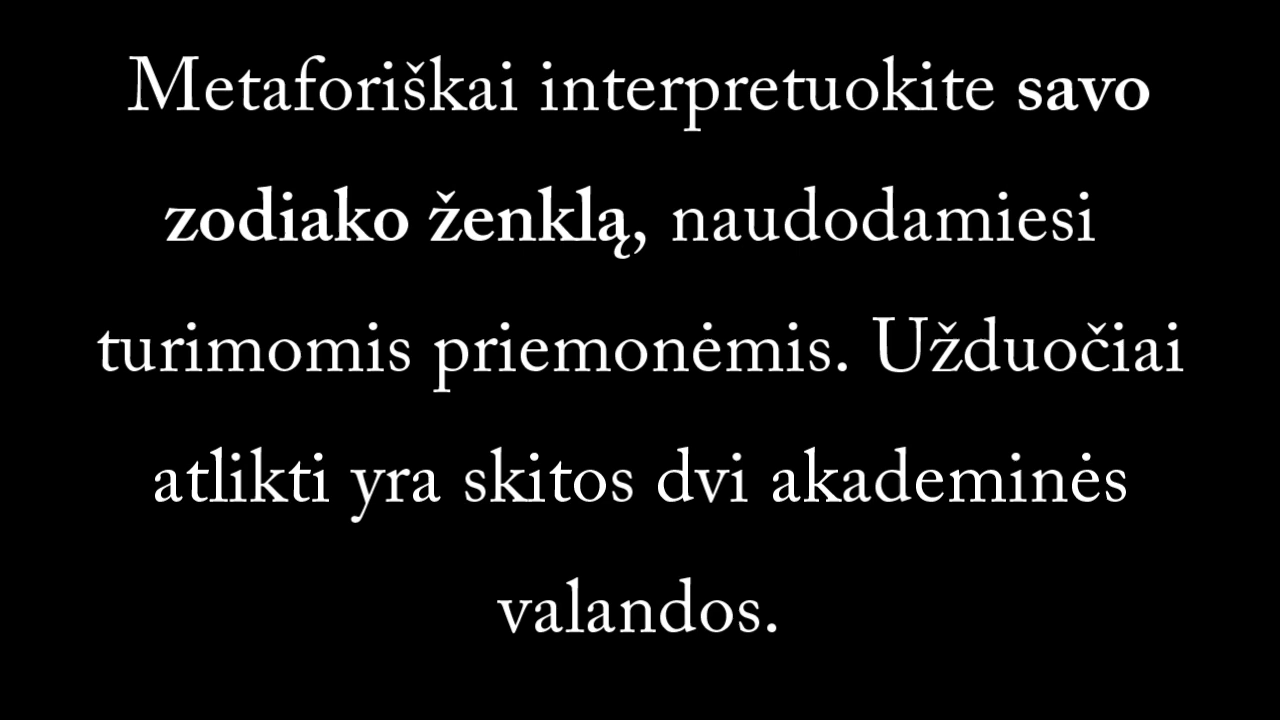 Metaforiškai interpretuokite savo
zodiako ženklą, naudodamiesi
turimomis priemonėmis. Užduočiai
atlikti yra skitos dvi akademinės
valandos.